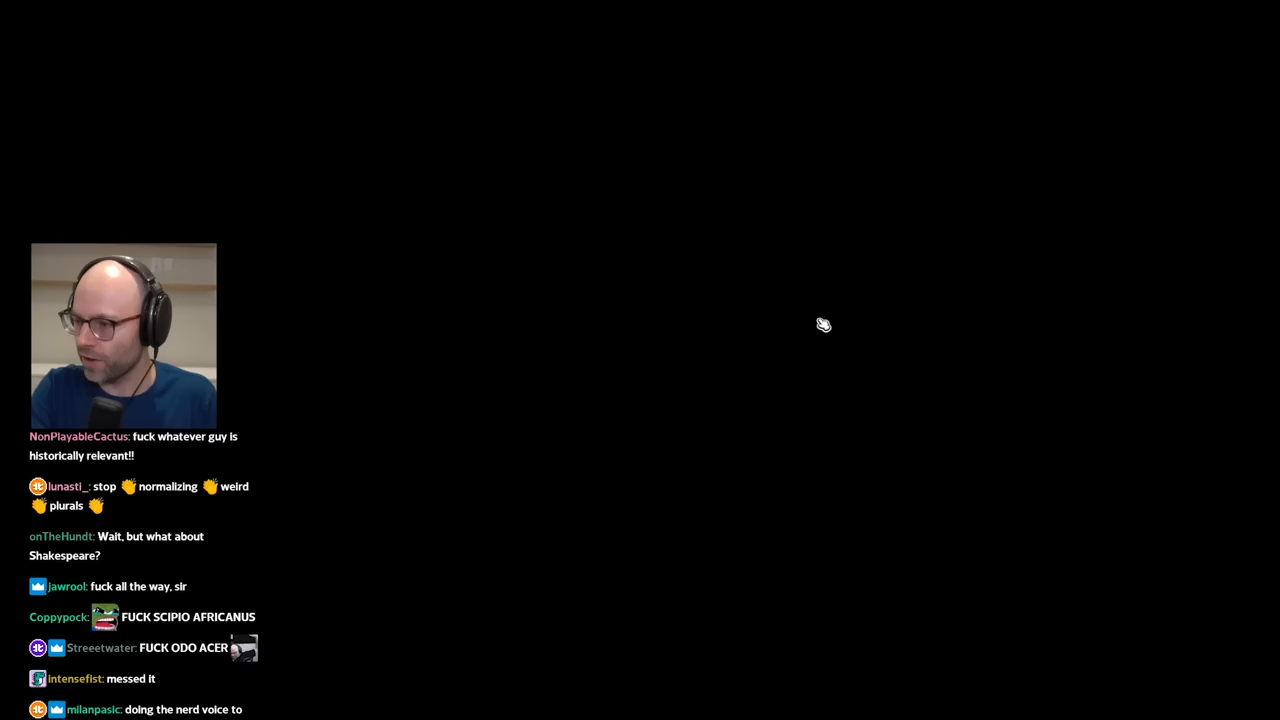 NonPlayableCactus: fuck whatever guy is
historically relevant!!
lunasti_: stop 👏 normalizing 👏 weird
👏 plurals 👏
onTheHundt: Wait, but what about
Shakespeare?
jawrool: fuck all the way, sir
Coppypock: FUCK SCIPIO AFRICANUS
Streeetwater: FUCK ODO ACER
intensefist: messed it
milanpasic: doing the nerd voice to